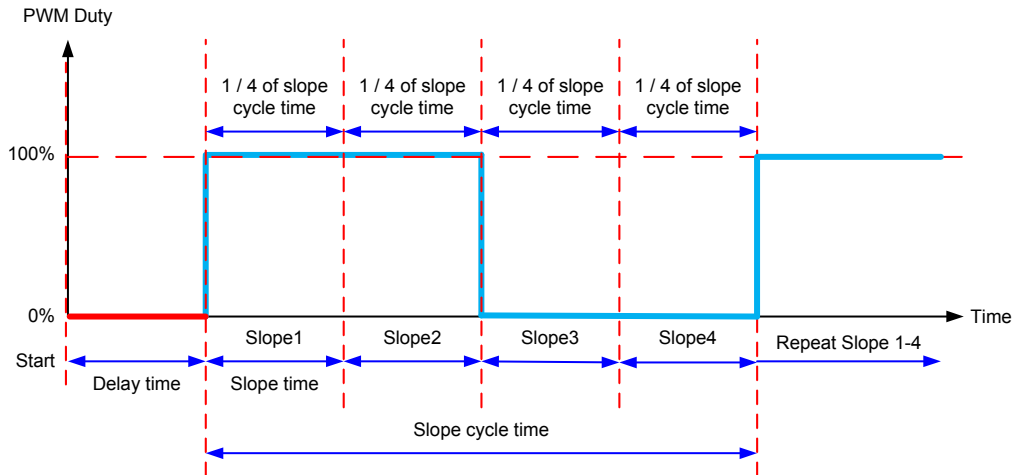 PWM Duty
1 / 4 of slope
cycle time
1 / 4 of slope
cycle time
1 / 4 of slope
cycle time
1 / 4 of slope
cycle time
100%
0%
Time
Slope1
Slope2
Slope3
Slope4
Repeat Slope 1-4
Start
Delay time
Slope time
Slope cycle time